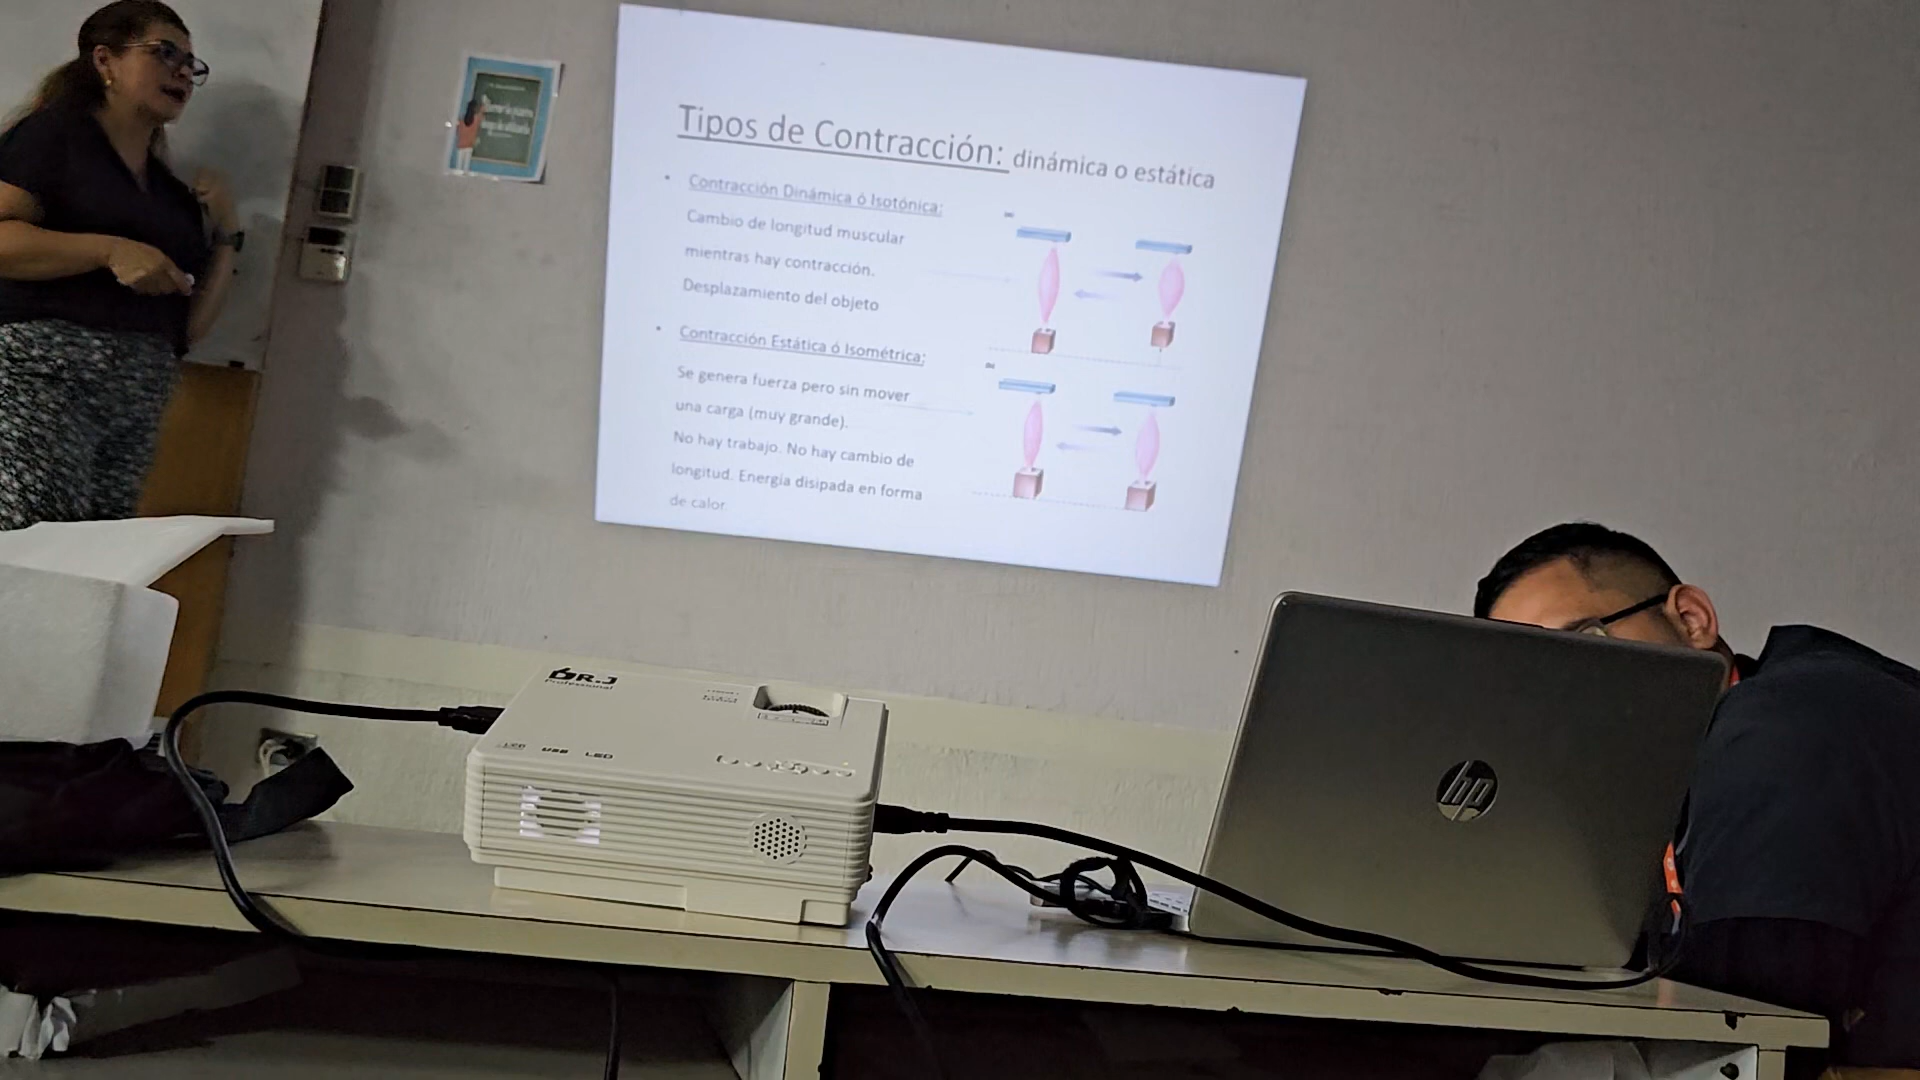 Tipos de Contracción: dinámica o estática
• Contracción Dinámica ó Isotónica:
Cambio de longitud muscular
mientras hay contracción.
Desplazamiento del objeto
• Contracción Estática ó Isométrica:
Se genera fuerza pero sin mover
una carga (muy grande).
No hay trabajo. No hay cambio de
longitud. Energía disipada en forma
de calor.
DR.J
Professional
LED USB LED
hp